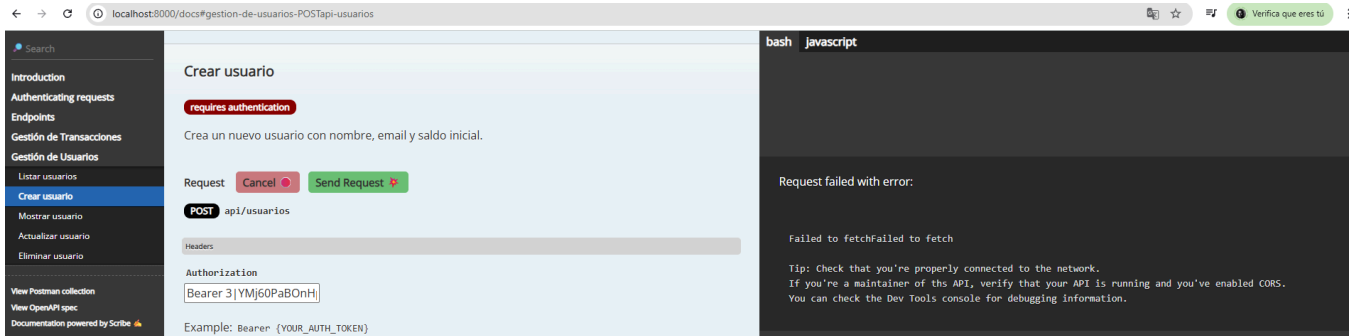 localhost:8000/docs#gestion-de-usuarios-POSTapi-usuarios
Verifica que eres tú
Search
Introduction
Authenticating requests
Endpoints
Gestión de Transacciones
Gestión de Usuarios
Listar usuarios
Crear usuario
Mostrar usuario
Actualizar usuario
Eliminar usuario
View Postman collection
View OpenAPI spec
Documentation powered by Scribe ✍
Crear usuario
requires authentication
Crea un nuevo usuario con nombre, email y saldo inicial.
Request Cancel Send Request
POST api/usuarios
Headers
Authorization
Bearer 3|YMj60PaBOnH
Example: Bearer {YOUR_AUTH_TOKEN}
bash javascript
Request failed with error:
Failed to fetchFailed to fetch
Tip: Check that you're properly connected to the network.
If you're a maintainer of ths API, verify that your API is running and you've enabled CORS.
You can check the Dev Tools console for debugging information.